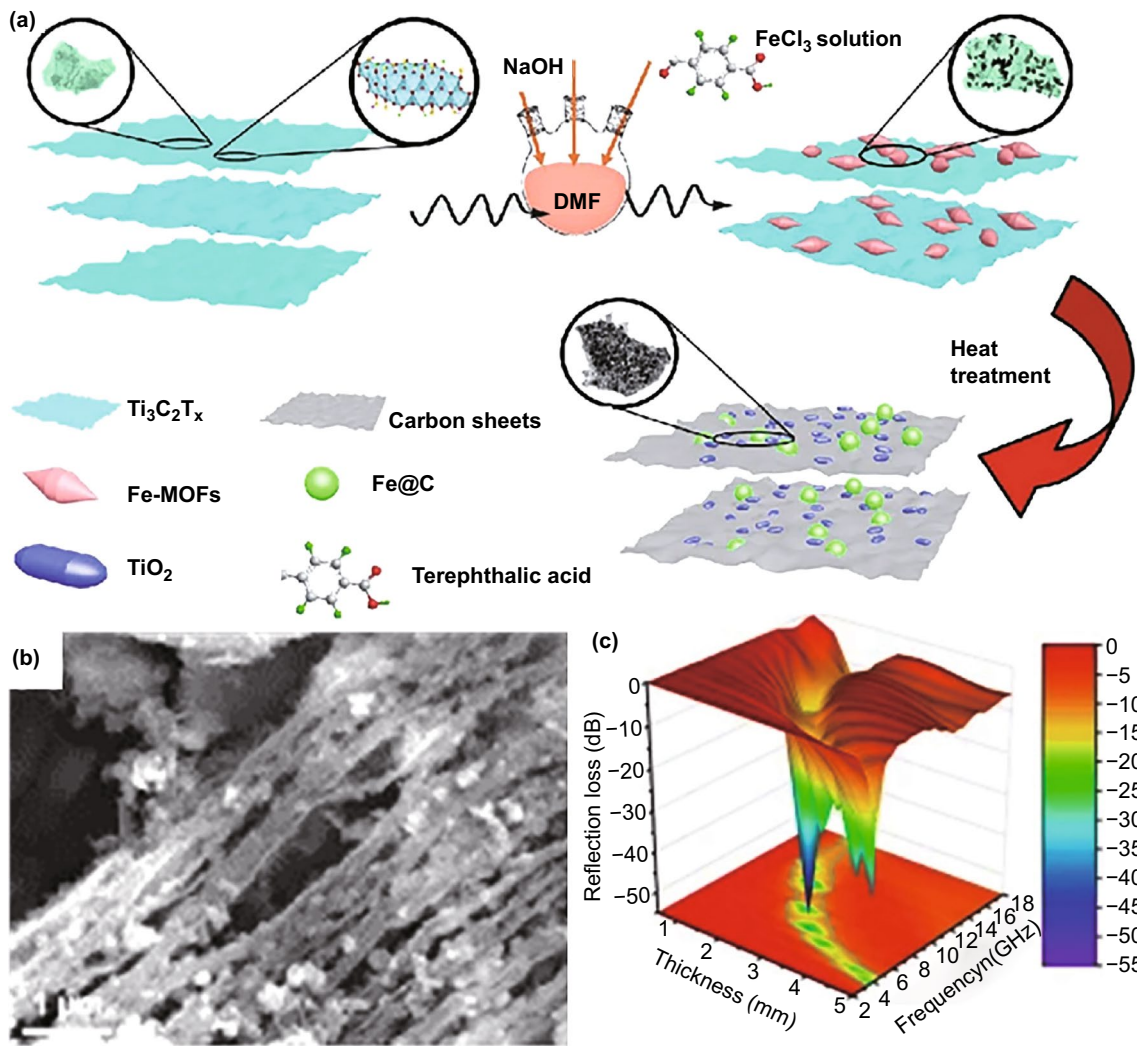 (a)
NaOH
FeCl₃ solution
DMF
Heat
treatment
Ti₃C₂Tₓ
Carbon sheets
Fe-MOFs
Fe@C
TiO₂
Terephthalic acid
(b)
1 μm
(c)
Reflection loss (dB)
0
−10
−20
−30
−40
−50
1
2
3
4
5
Thickness (mm)
2
4
6
8
10
12
14
16
18
Frequencyn(GHz)
0
−5
−10
−15
−20
−25
−30
−35
−40
−45
−50
−55